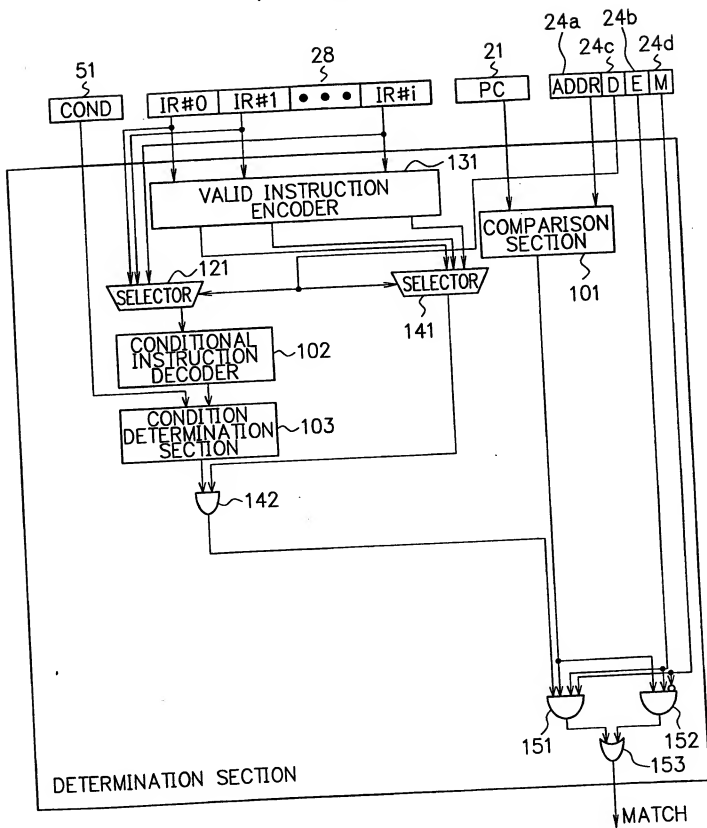 24b
24a
24c
24d
51
28
21
COND
IR#0 IR#1 ● ● ● IR#i
PC
ADDR D E M
131
VALID INSTRUCTION
ENCODER
COMPARISON
SECTION
101
121
SELECTOR
SELECTOR
141
CONDITIONAL
INSTRUCTION
DECODER
102
CONDITION
DETERMINATION
SECTION
103
142
151
152
153
DETERMINATION SECTION
MATCH